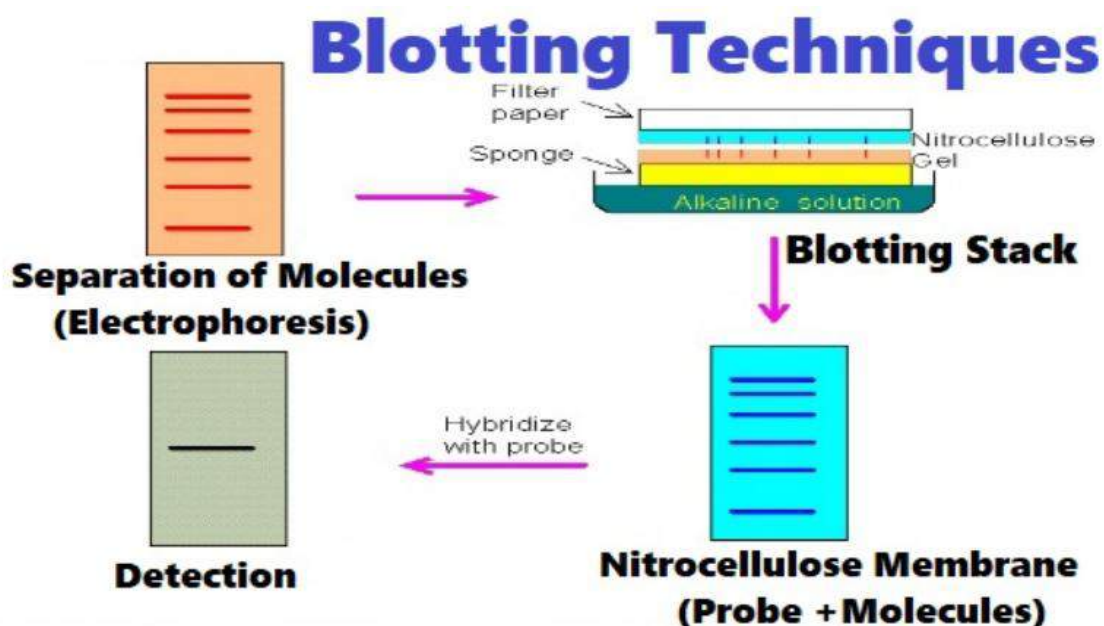 Blotting Techniques
Filter
paper
Nitrocellulose
Sponge
Gel
Alkaline solution
Blotting Stack
Separation of Molecules
(Electrophoresis)
Hybridize
with probe
Detection
Nitrocellulose Membrane
(Probe +Molecules)